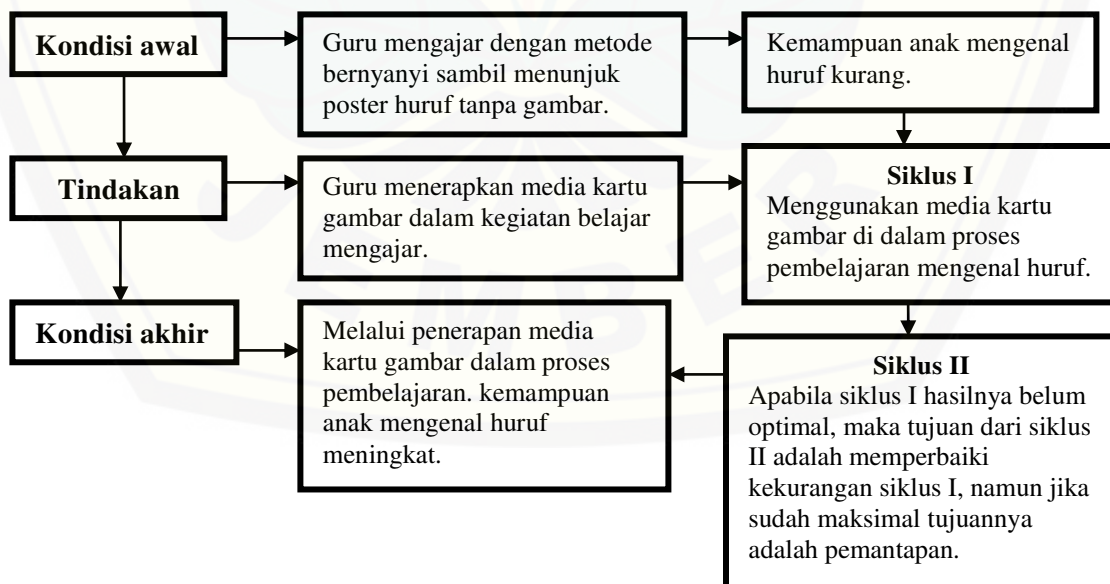 Kondisi awal
Guru mengajar dengan metode
bernyanyi sambil menunjuk
poster huruf tanpa gambar.
Kemampuan anak mengenal
huruf kurang.
Tindakan
Guru menerapkan media kartu
gambar dalam kegiatan belajar
mengajar.
Siklus I
Menggunakan media kartu
gambar di dalam proses
pembelajaran mengenal huruf.
Kondisi akhir
Melalui penerapan media
kartu gambar dalam proses
pembelajaran. kemampuan
anak mengenal huruf
meningkat.
Siklus II
Apabila siklus I hasilnya belum
optimal, maka tujuan dari siklus
II adalah memperbaiki
kekurangan siklus I, namun jika
sudah maksimal tujuannya
adalah pemantapan.